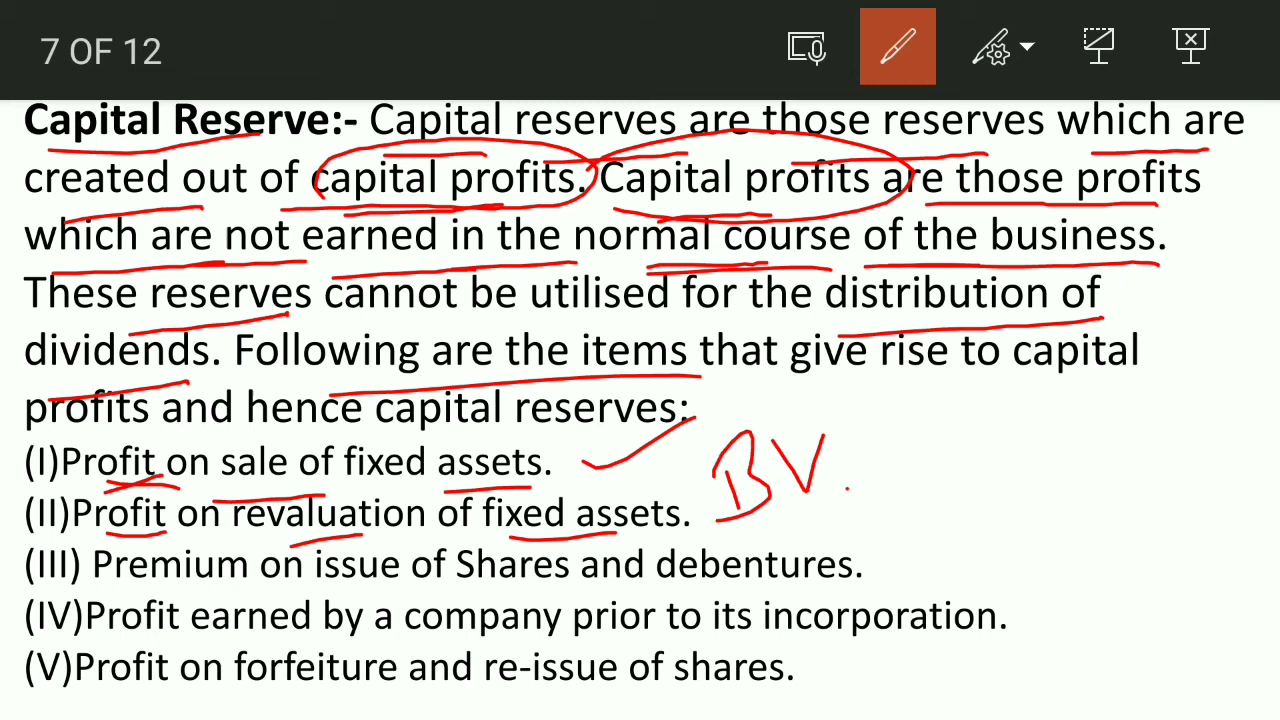 7 OF 12
Capital Reserve:- Capital reserves are those reserves which are
created out of capital profits. Capital profits are those profits
which are not earned in the normal course of the business.
These reserves cannot be utilised for the distribution of
dividends. Following are the items that give rise to capital
profits and hence capital reserves:
(I)Profit on sale of fixed assets.
BV.
(II)Profit on revaluation of fixed assets.
(III) Premium on issue of Shares and debentures.
(IV)Profit earned by a company prior to its incorporation.
(V)Profit on forfeiture and re-issue of shares.